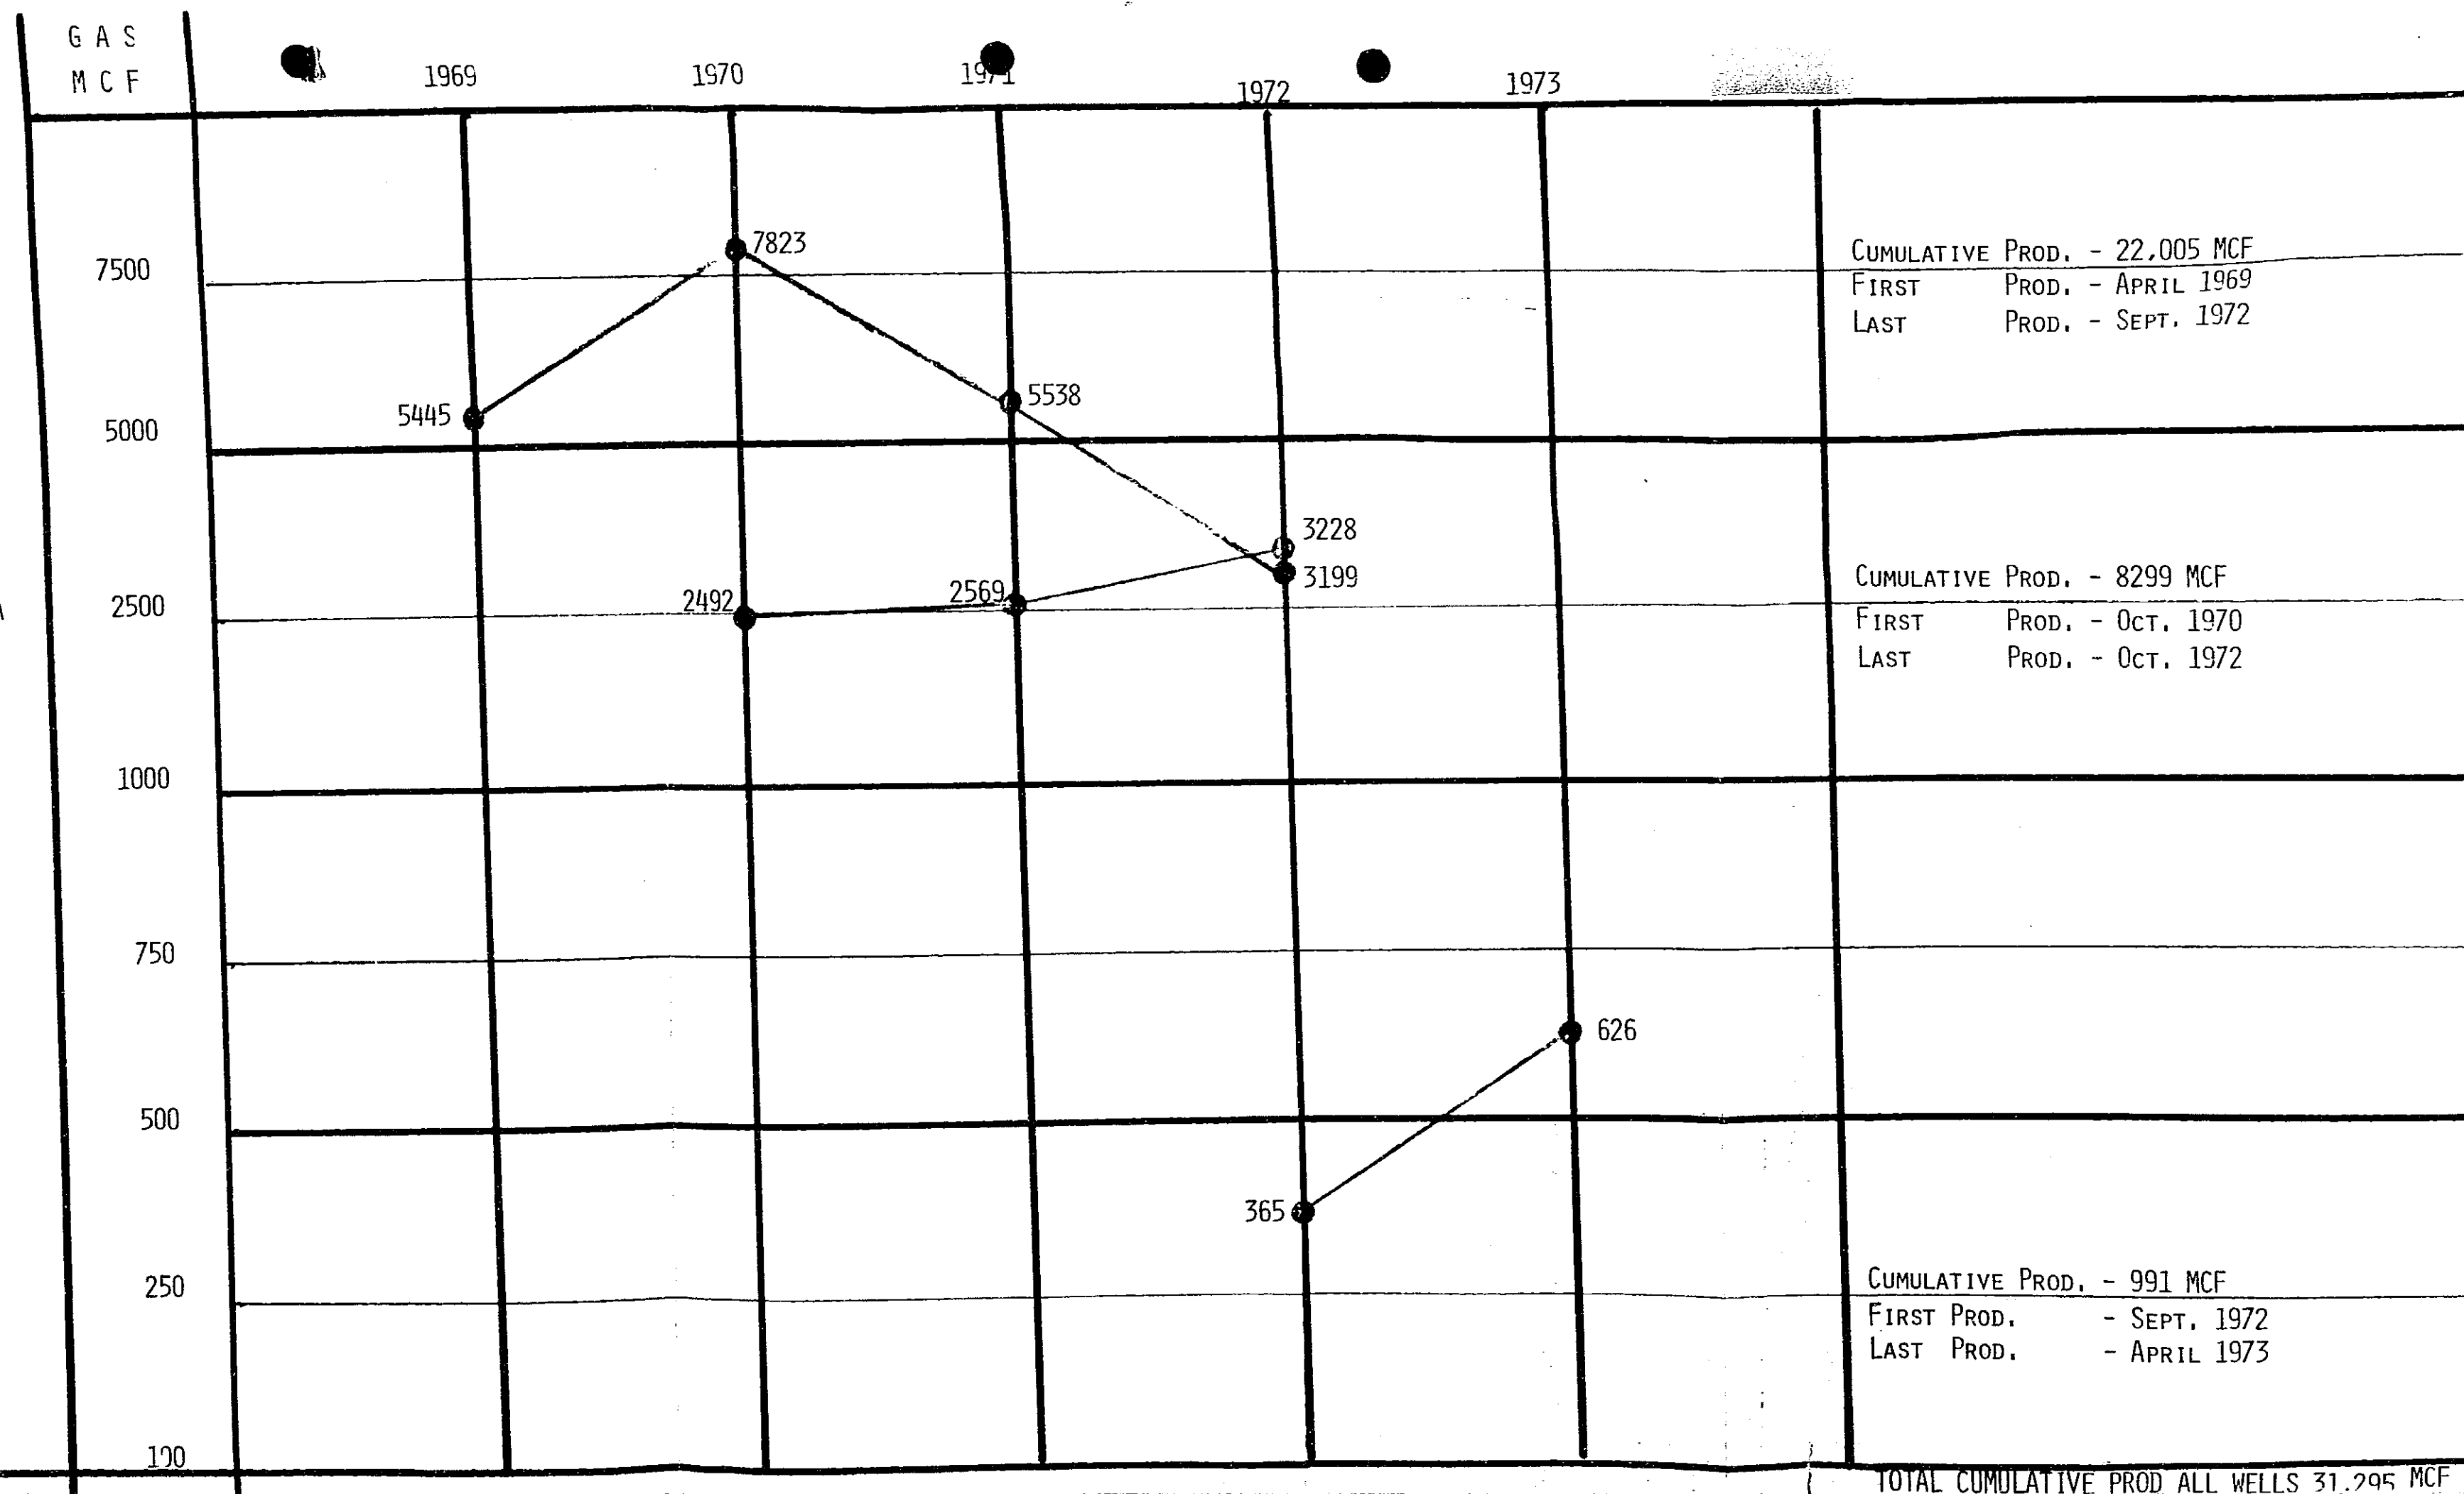 GAS
MCF
1969 1970 1971 1972 1973
7823
7500
CUMULATIVE PROD. - 22,005 MCF
FIRST PROD. - APRIL 1969
LAST PROD. - SEPT. 1972
5445
5538
5000
3228
3199
2500
2492
2569
CUMULATIVE PROD. - 8299 MCF
FIRST PROD. - OCT. 1970
LAST PROD. - OCT. 1972
1000
750
626
500
365
250
CUMULATIVE PROD. - 991 MCF
FIRST PROD. - SEPT. 1972
LAST PROD. - APRIL 1973
100
TOTAL CUMULATIVE PROD ALL WELLS 31,295 MCF